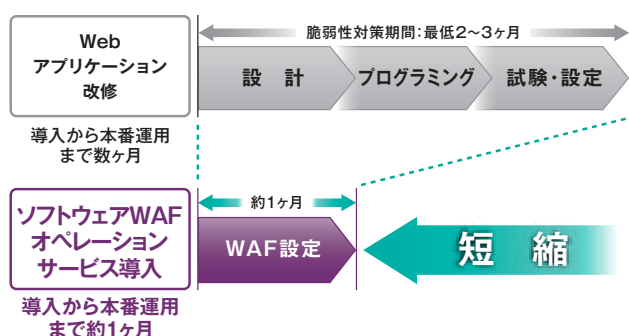 Web
アプリケーション
改修
脆弱性対策期間:最低2〜3ヶ月
設 計
プログラミング
試験・設定
導入から本番運用
まで数ヶ月
ソフトウェアWAF
オペレーション
サービス導入
約1ヶ月
WAF設定
短 縮
導入から本番運用
まで約1ヶ月